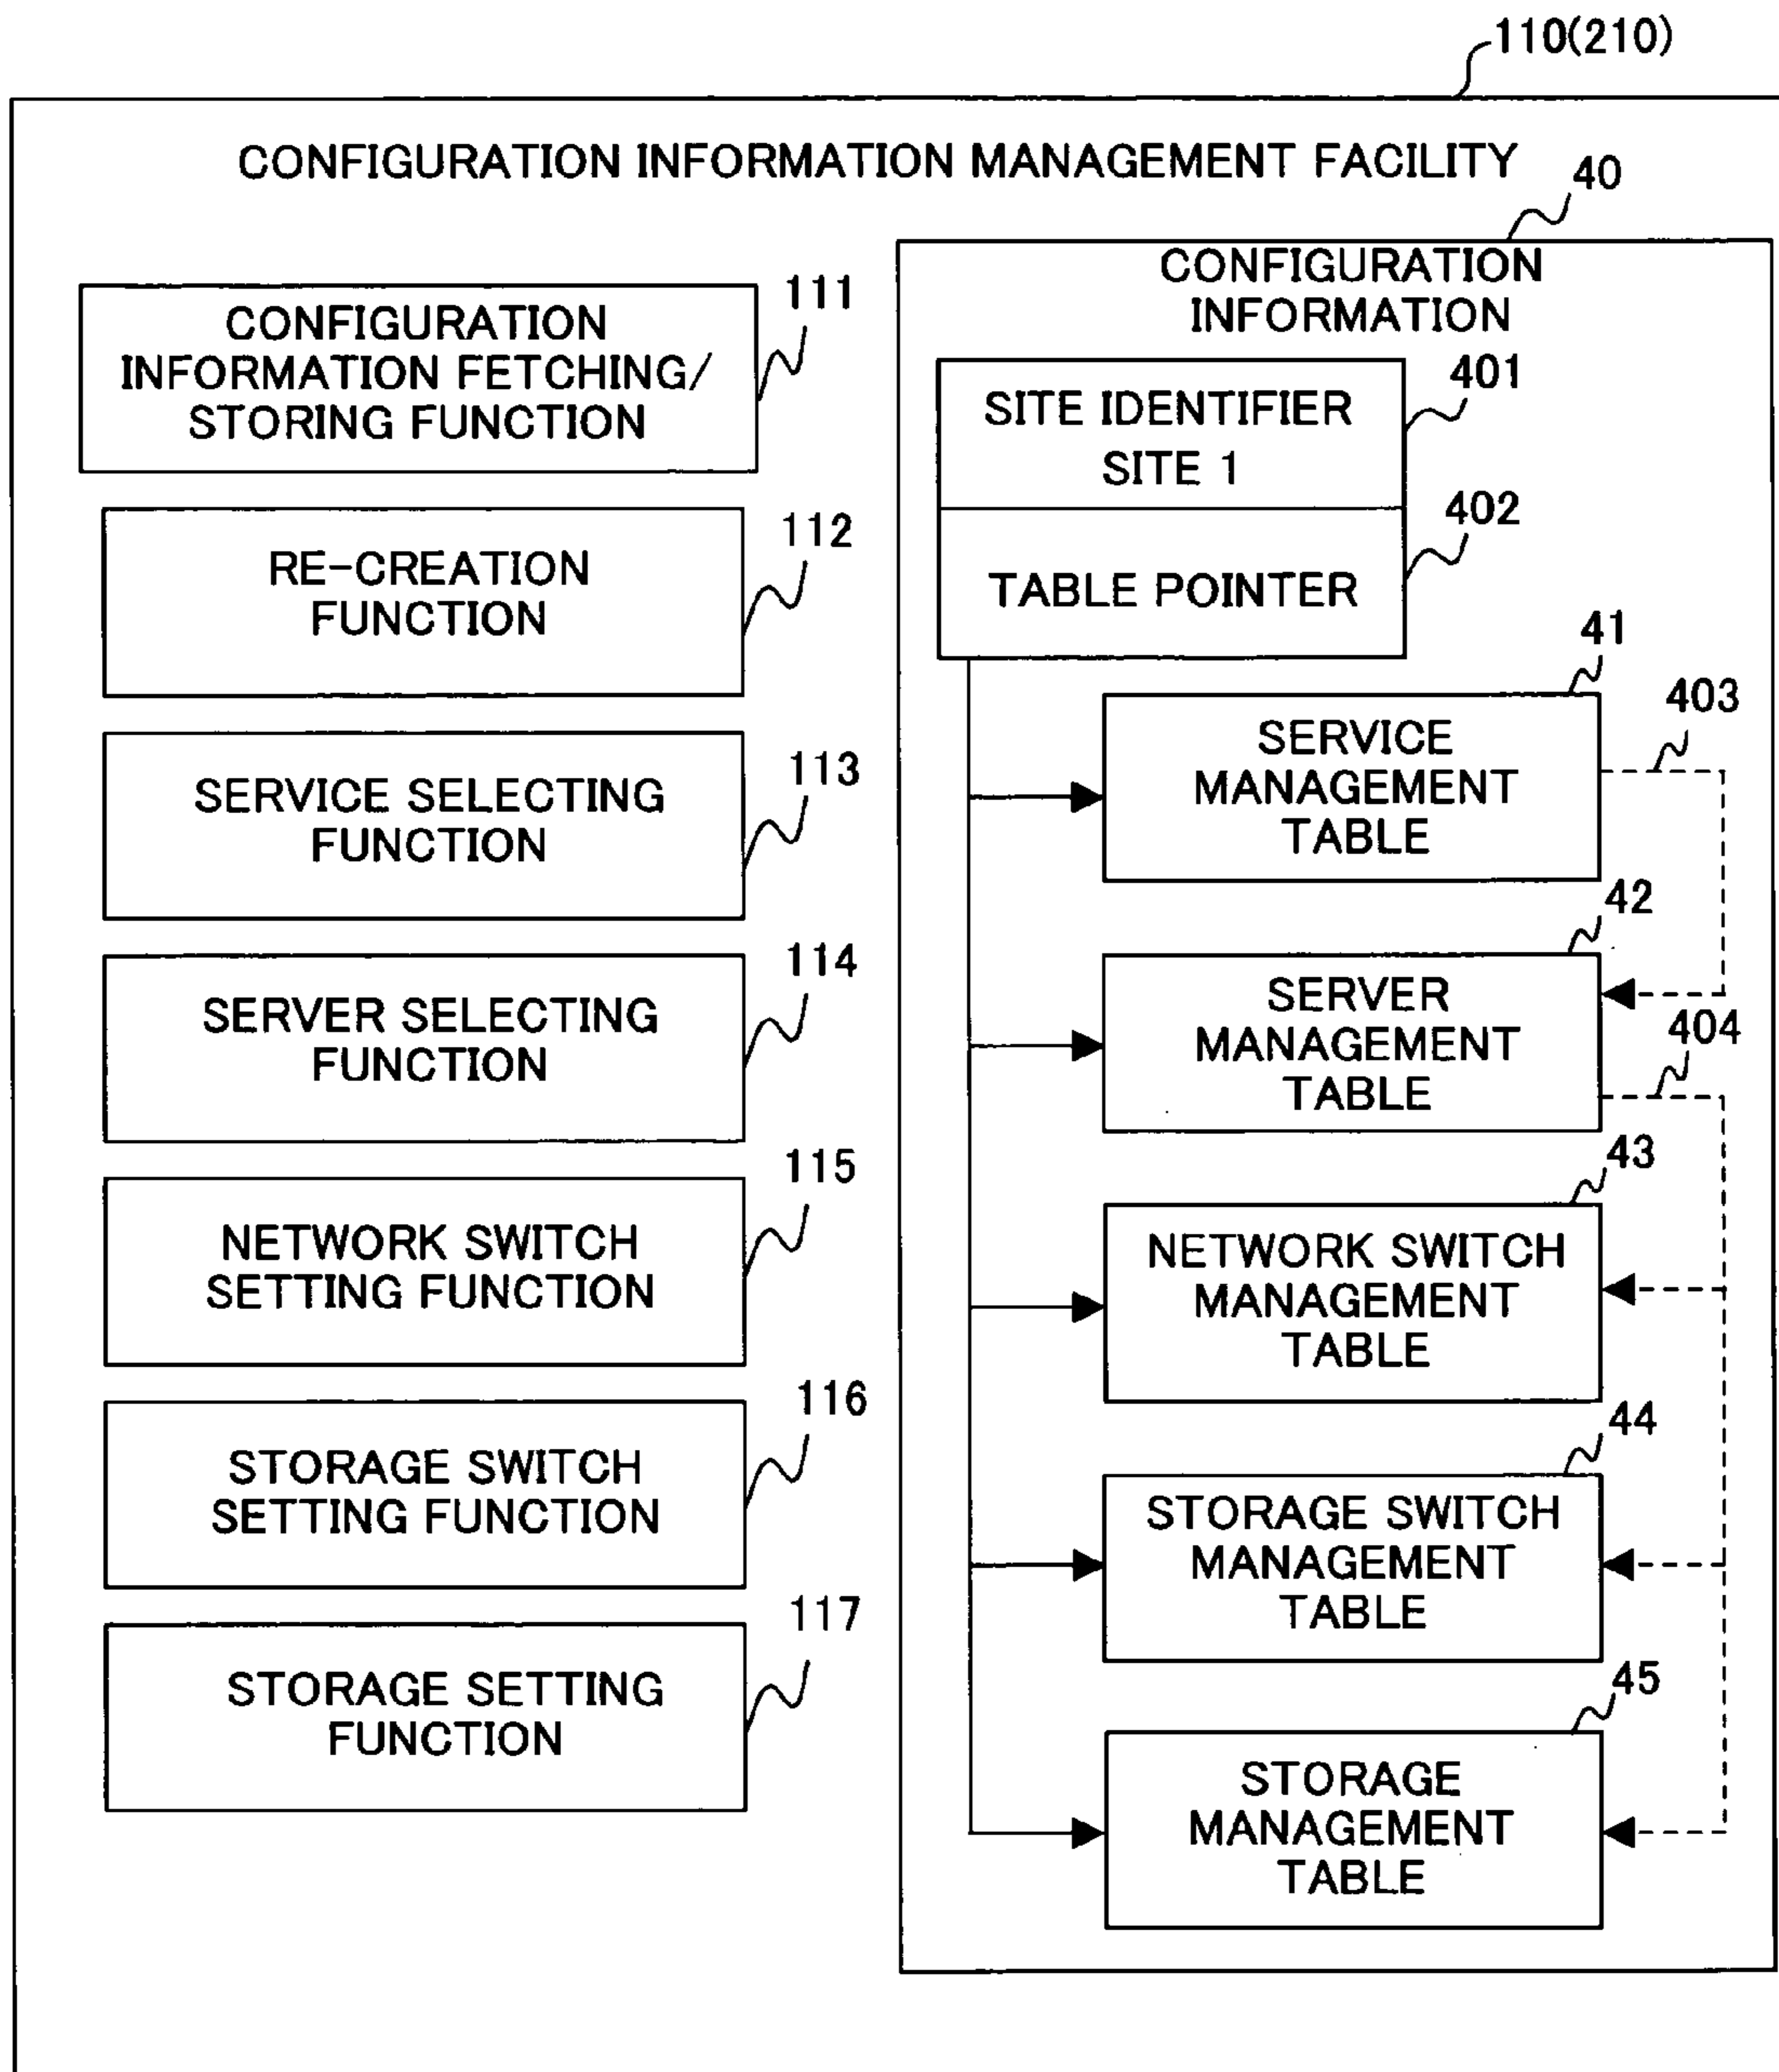 110(210)
CONFIGURATION INFORMATION MANAGEMENT FACILITY
40
CONFIGURATION
INFORMATION FETCHING/
STORING FUNCTION
111
RE-CREATION
FUNCTION
112
SERVICE SELECTING
FUNCTION
113
SERVER SELECTING
FUNCTION
114
NETWORK SWITCH
SETTING FUNCTION
115
STORAGE SWITCH
SETTING FUNCTION
116
STORAGE SETTING
FUNCTION
117
CONFIGURATION
INFORMATION
SITE IDENTIFIER
SITE 1
401
TABLE POINTER
402
41
SERVICE
MANAGEMENT
TABLE
403
42
SERVER
MANAGEMENT
TABLE
404
43
NETWORK SWITCH
MANAGEMENT
TABLE
44
STORAGE SWITCH
MANAGEMENT
TABLE
45
STORAGE
MANAGEMENT
TABLE